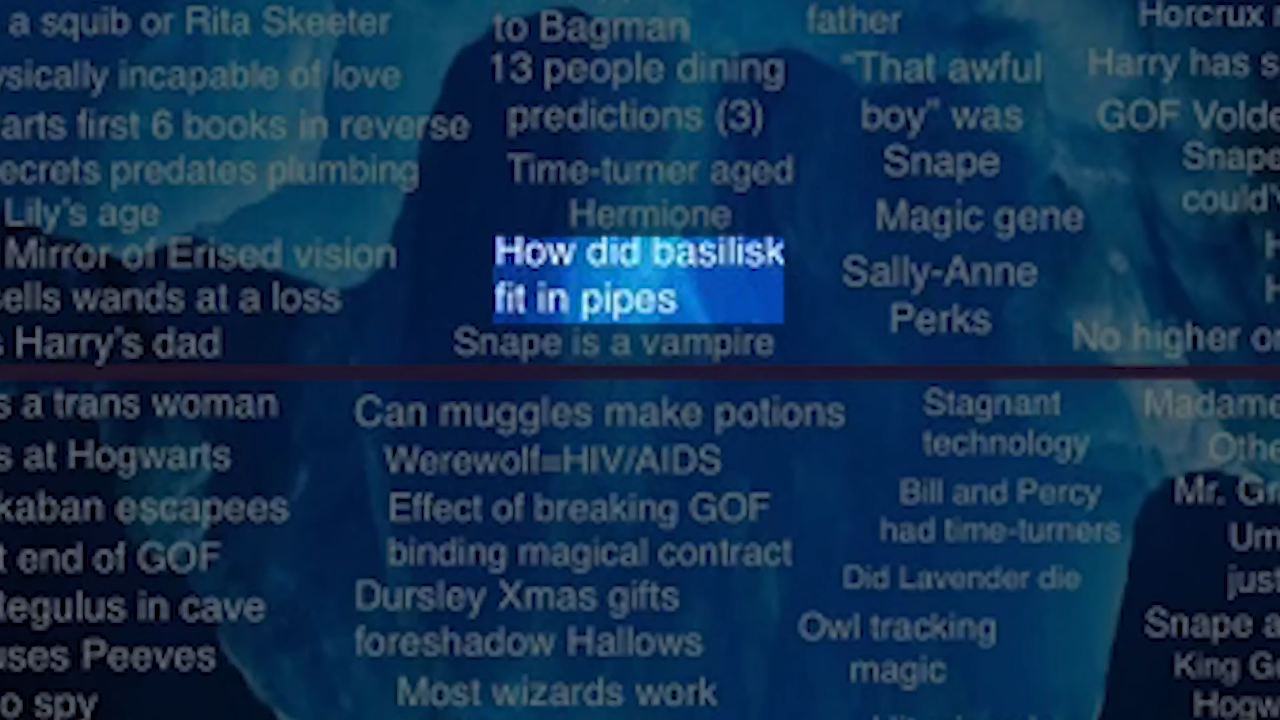 a squib or Rita Skeeter
ysically incapable of love
arts first 6 books in reverse
ecrets predates plumbing
Lily's age
Mirror of Erised vision
sells wands at a loss
s Harry's dad
to Bagman
13 people dining
predictions (3)
Time-turner aged
Hermione
How did basilisk
fit in pipes
Snape is a vampire
father
"That awful
boy" was
Snape
Magic gene
Sally-Anne
Perks
Horcrux
Harry has s
GOF Volde
Snape
could'
H
H
No higher o
s a trans woman
s at Hogwarts
kaban escapees
t end of GOF
Regulus in cave
uses Peeves
o spy
Can muggles make potions
Werewolf=HIV/AIDS
Effect of breaking GOF
binding magical contract
Dursley Xmas gifts
foreshadow Hallows
Most wizards work
Stagnant
technology
Bill and Percy
had time-turners
Did Lavender die
Owl tracking
magic
Madame
Othe
Mr. Gr
Um
just
Snape a
King G
Hogw